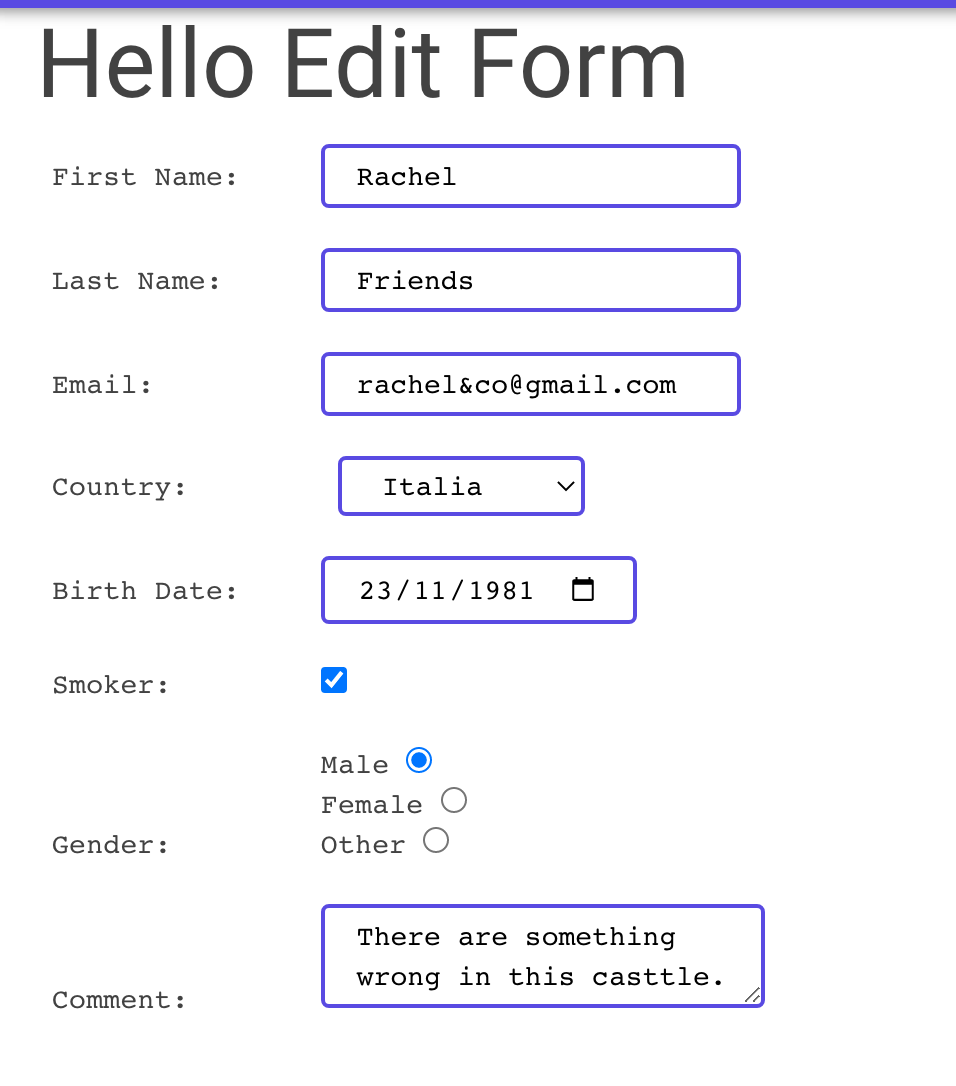 Hello Edit Form
First Name: Rachel
Last Name: Friends
Email: rachel&co@gmail.com
Country: Italia
Birth Date: 23/11/1981
Smoker:
Male
Female
Gender: Other
There are something
wrong in this casttle.
Comment: